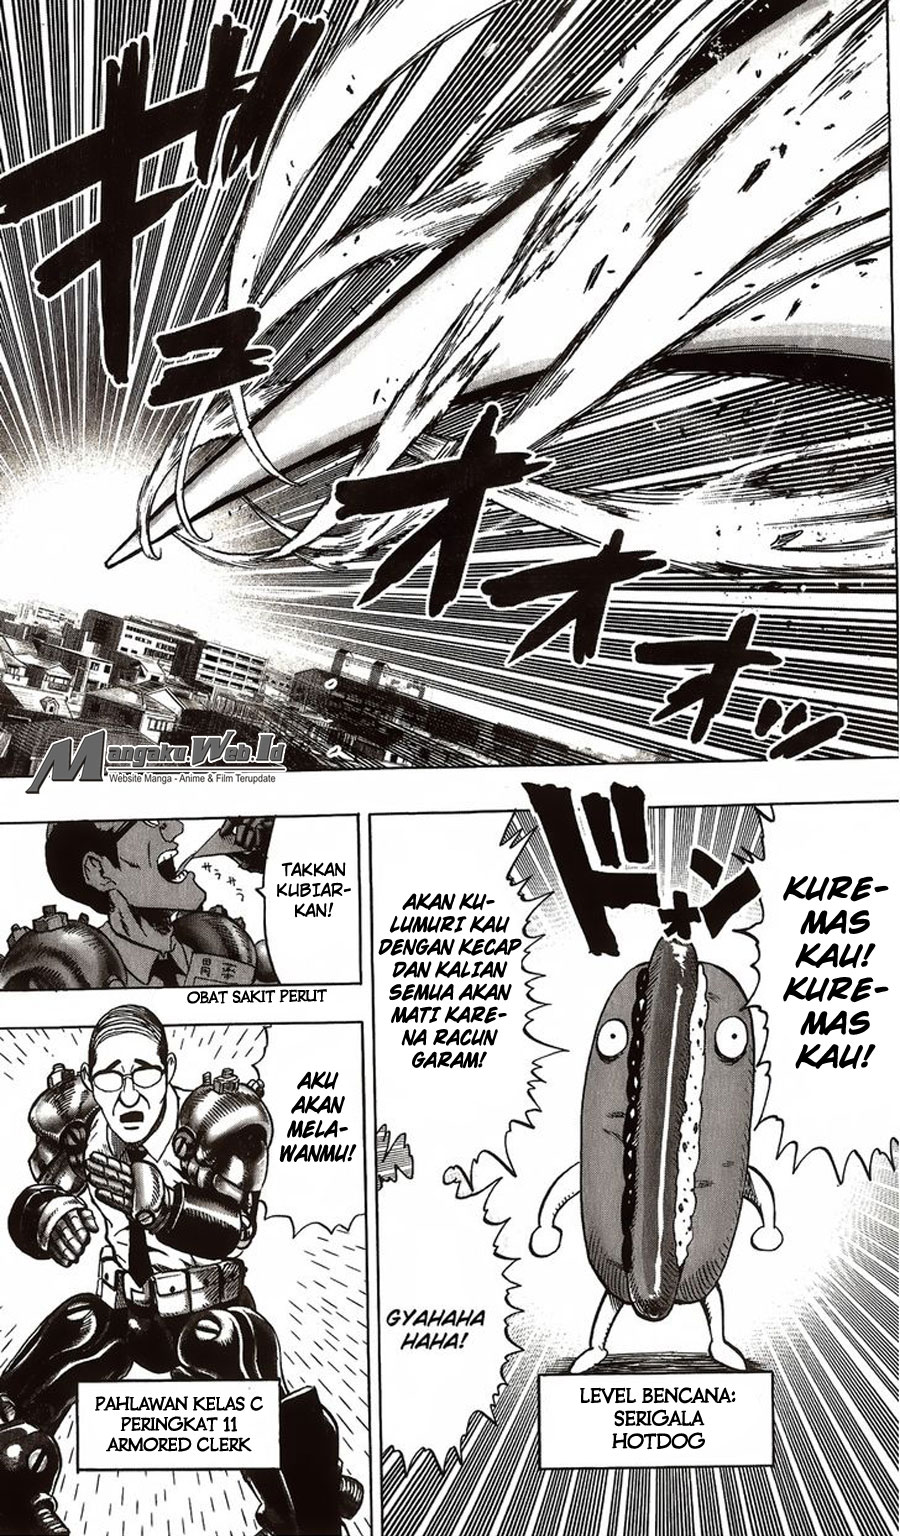 ギュオオオッ
Mangaku Web.Id
Website Manga - Anime & Film Terupdate
ドォン
KURE-
MAS
KAU!
KURE-
MAS
KAU!
AKAN KU-
LUMURI KAU
DENGAN KECAP
DAN KALIAN
SEMUA AKAN
MATI KARE-
NA RACUN
GARAM!
GYAHAHA
HAHA!
LEVEL BENCANA:
SERIGALA
HOTDOG
TAKKAN
KUBIAR-
KAN!
OBAT SAKIT PERUT
AKU
AKAN
MELA-
WANMU!
PAHLAWAN KELAS C
PERINGKAT 11
ARMORED CLERK